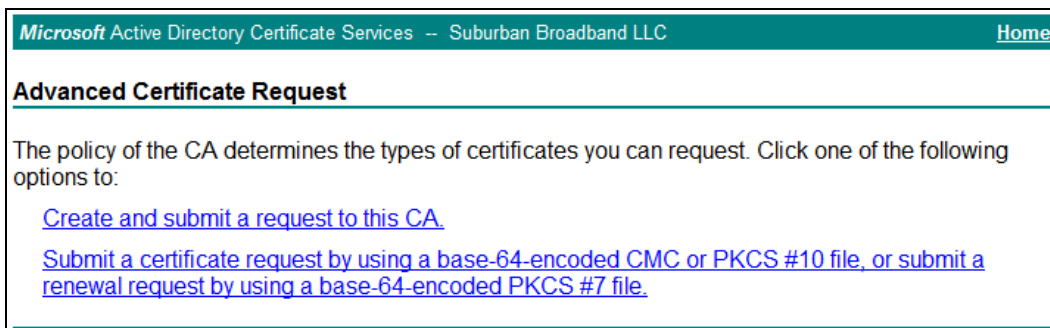 Microsoft Active Directory Certificate Services -- Suburban Broadband LLC Home
Advanced Certificate Request
The policy of the CA determines the types of certificates you can request. Click one of the following
options to:
Create and submit a request to this CA.
Submit a certificate request by using a base-64-encoded CMC or PKCS #10 file, or submit a
renewal request by using a base-64-encoded PKCS #7 file.